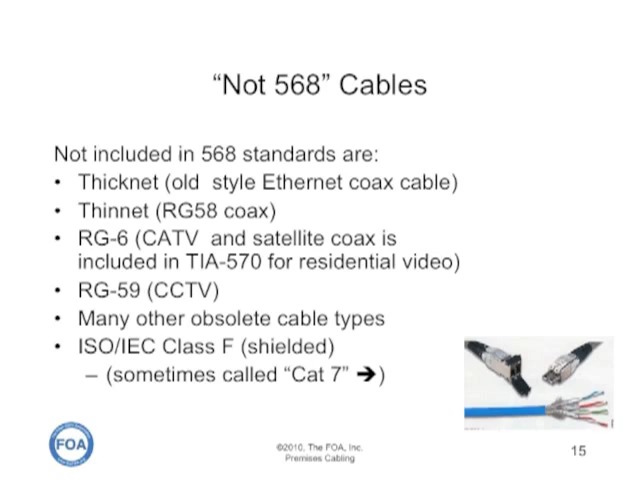 “Not 568” Cables
Not included in 568 standards are:
• Thicknet (old style Ethernet coax cable)
• Thinnet (RG58 coax)
• RG-6 (CATV and satellite coax is
included in TIA-570 for residential video)
• RG-59 (CCTV)
• Many other obsolete cable types
• ISO/IEC Class F (shielded)
– (sometimes called “Cat 7” ➔)
FOA
©2010, The FOA, Inc.
Premises Cabling
15